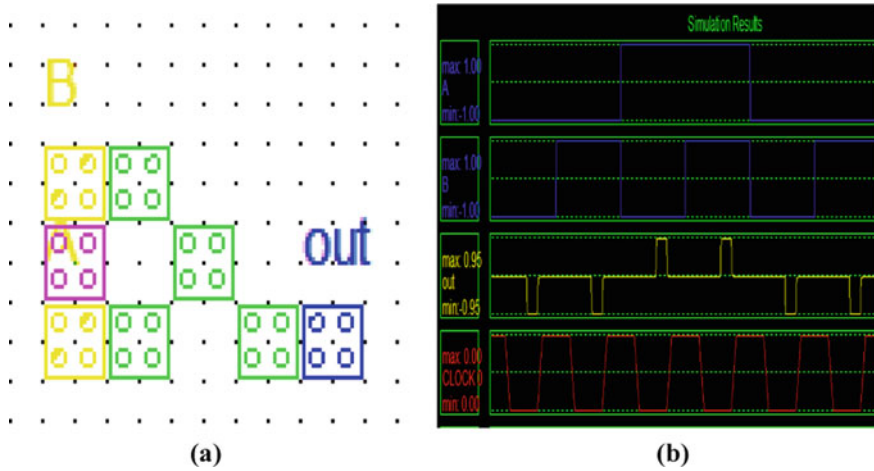 B
A
out
(a)
Simulation Results
max: 1.00
A
min:-1.00
max: 1.00
B
min:-1.00
max: 0.95
out
min:-0.95
max: 0.00
CLOCK 0
min: 0.00
(b)